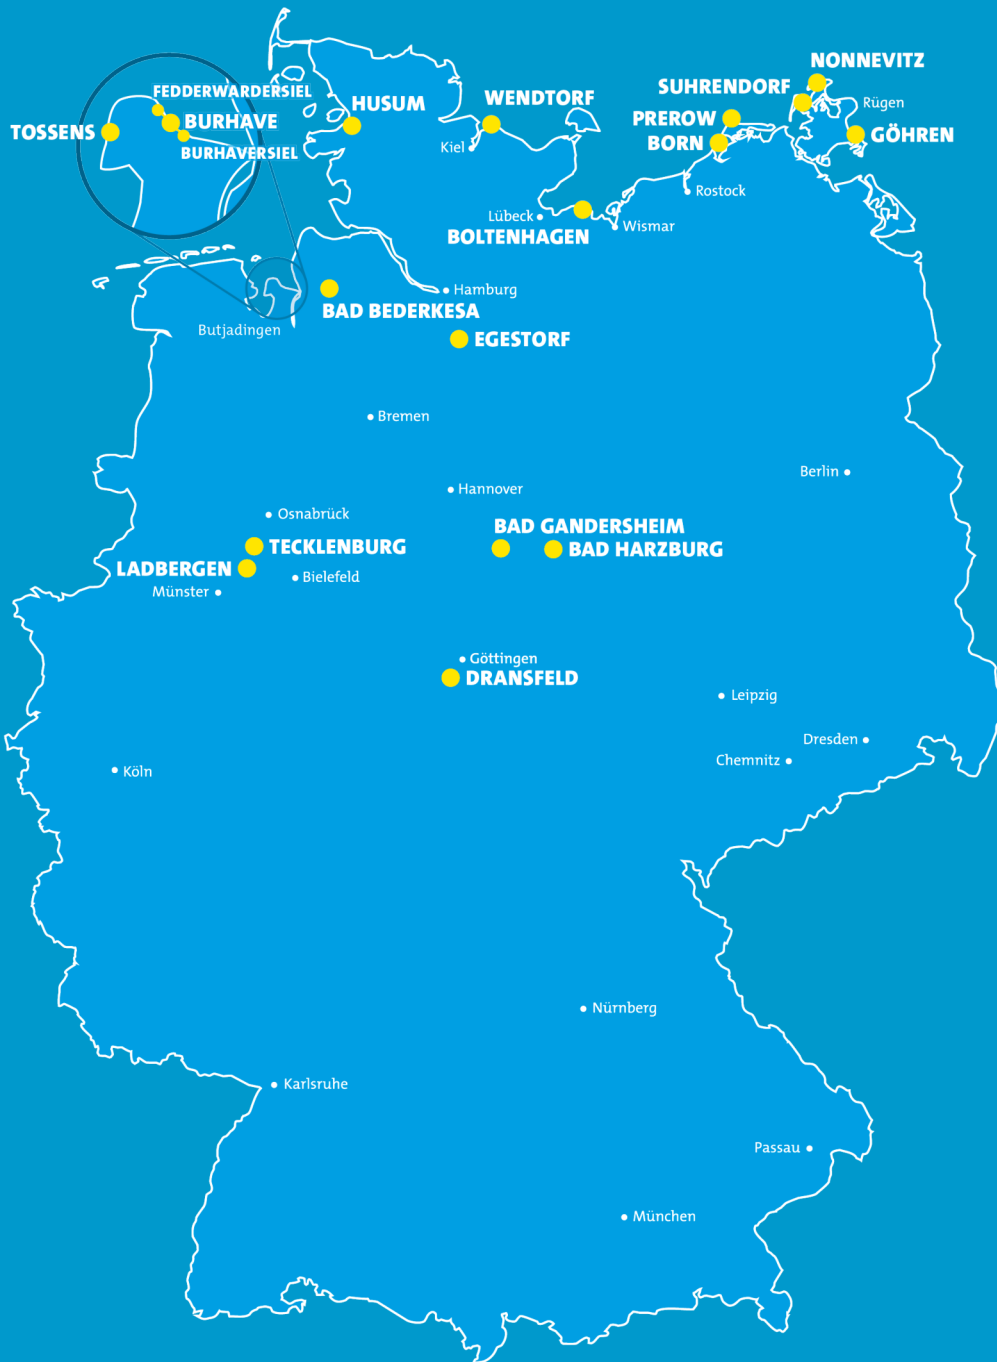 NONNEVITZ
SUHRENDORF
FEDDERWARDERSIEL
HUSUM
WENDTORF
Rügen
PREROW
BURHAVE
TOSSENS
GÖHREN
BORN
Kiel
BURHAVERSIEL
Rostock
Lübeck
Wismar
BOLTENHAGEN
Hamburg
BAD BEDERKESA
Butjadingen
EGESTORF
Bremen
Berlin
Hannover
Osnabrück
BAD GANDERSHEIM
TECKLENBURG
BAD HARZBURG
LADBERGEN
Bielefeld
Münster
Göttingen
DRANSFELD
Leipzig
Dresden
Chemnitz
Köln
Nürnberg
Karlsruhe
Passau
München